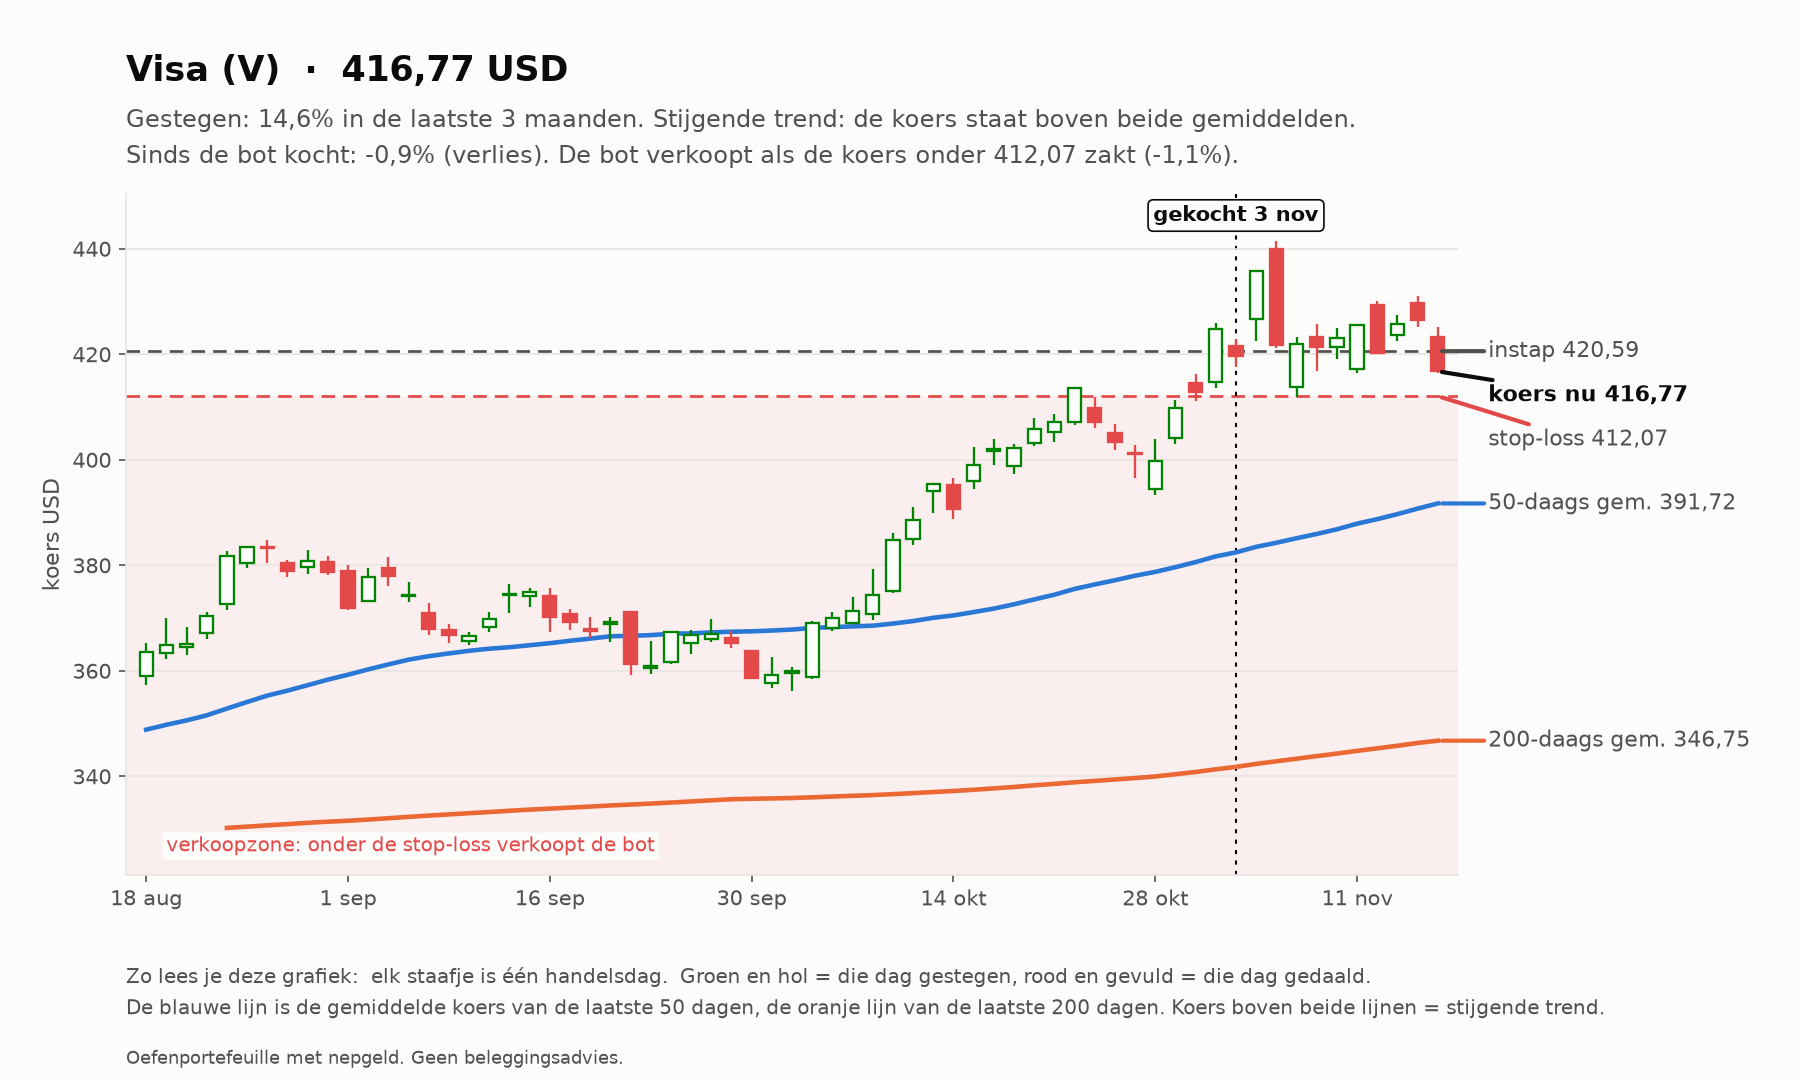 Visa (V) · 416,77 USD
Gestegen: 14,6% in de laatste 3 maanden. Stijgende trend: de koers staat boven beide gemiddelden.
Sinds de bot kocht: -0,9% (verlies). De bot verkoopt als de koers onder 412,07 zakt (-1,1%).
gekocht 3 nov
koers USD
440
420
400
380
360
340
instap 420,59
koers nu 416,77
stop-loss 412,07
50-daags gem. 391,72
200-daags gem. 346,75
verkoopzone: onder de stop-loss verkoopt de bot
18 aug
1 sep
16 sep
30 sep
14 okt
28 okt
11 nov
Zo lees je deze grafiek: elk staafje is één handelsdag. Groen en hol = die dag gestegen, rood en gevuld = die dag gedaald.
De blauwe lijn is de gemiddelde koers van de laatste 50 dagen, de oranje lijn van de laatste 200 dagen. Koers boven beide lijnen = stijgende trend.
Oefenportefeuille met nepgeld. Geen beleggingsadvies.